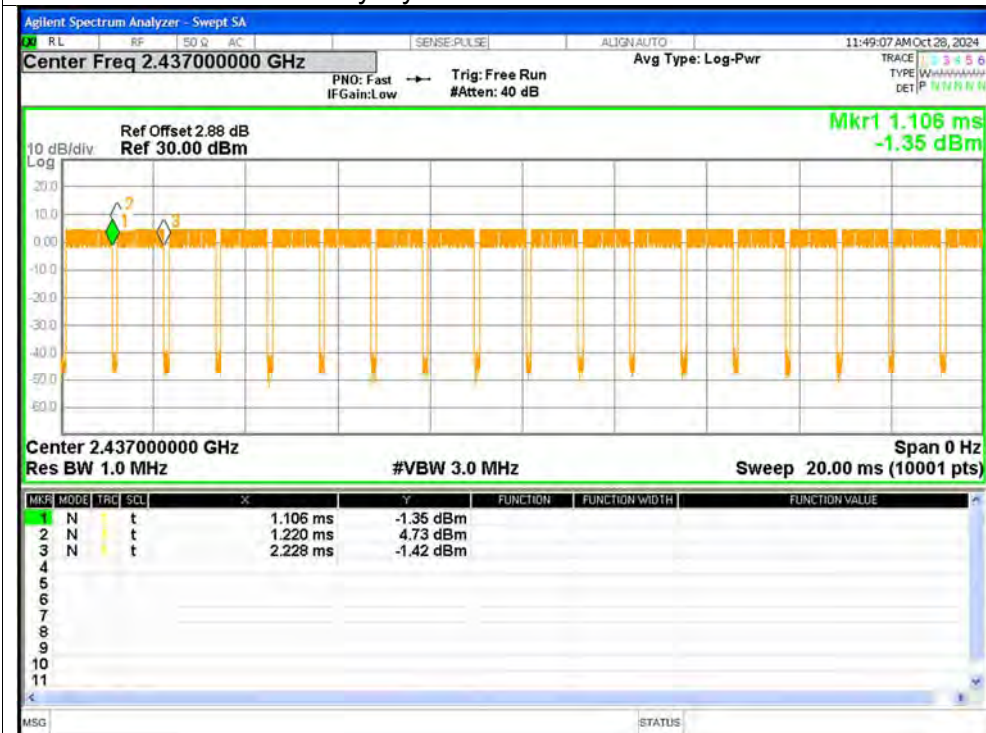 Agilent Spectrum Analyzer - Swept SA
RL RF 50 Ω AC SENSE:PULSE ALIGN AUTO 11:49:07 AM Oct 28, 2024
Center Freq 2.437000000 GHz
PNO: Fast Trig: Free Run
IFGain:Low #Atten: 40 dB
Avg Type: Log-Pwr
TRACE 1 2 3 4 5 6
TYPE
DET P N N N N N
Mkr1 1.106 ms
-1.35 dBm
Ref Offset 2.88 dB
10 dB/div Ref 30.00 dBm
Log
20.0
10.0
0.00
-10.0
-20.0
-30.0
-40.0
-50.0
-60.0
2
1
3
Center 2.437000000 GHz Span 0 Hz
Res BW 1.0 MHz #VBW 3.0 MHz Sweep 20.00 ms (10001 pts)
MKR MODE TRC SCL X Y FUNCTION FUNCTION WIDTH FUNCTION VALUE
1 N 1 t 1.106 ms -1.35 dBm
2 N 1 t 1.220 ms 4.73 dBm
3 N 1 t 2.228 ms -1.42 dBm
4
5
6
7
8
9
10
11
MSG STATUS